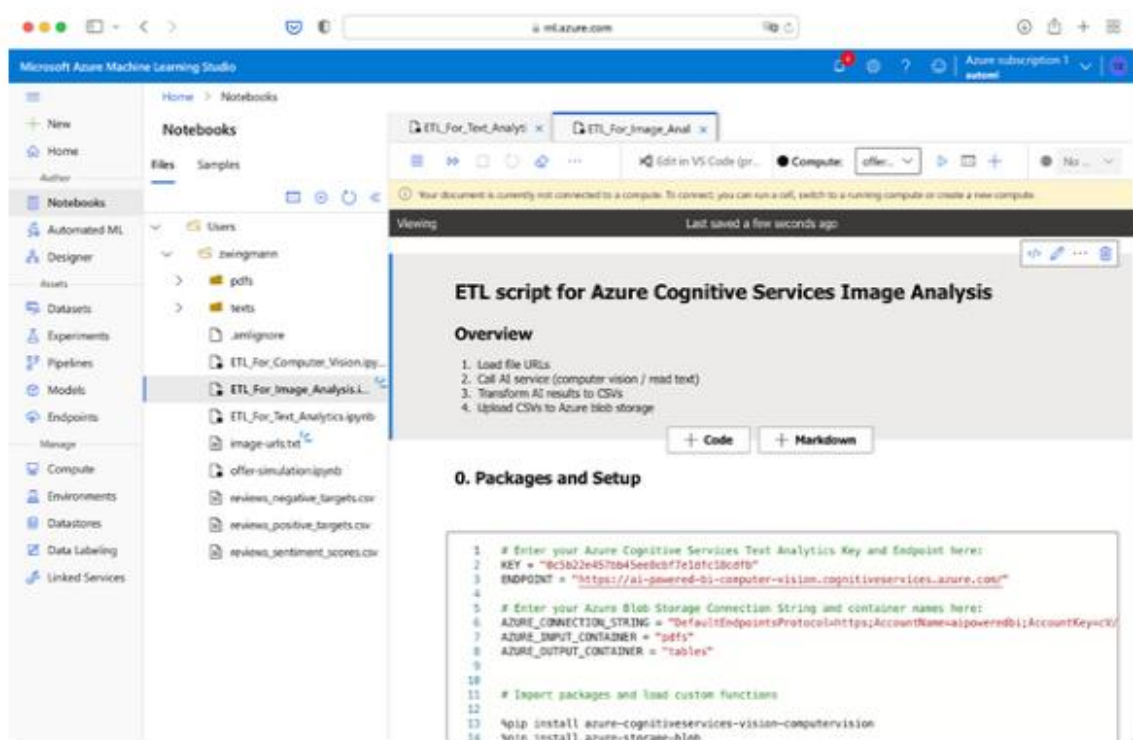 ml.azure.com
Microsoft Azure Machine Learning Studio
Azure subscription 1
automl
New
Home
Author
Notebooks
Automated ML
Designer
Assets
Datasets
Experiments
Pipelines
Models
Endpoints
Manage
Compute
Environments
Datastores
Data Labeling
Linked Services
Home > Notebooks
Notebooks
Files Samples
Users
zwingmann
pdfs
texts
.amlignore
ETL_For_Computer_Vision.ipy...
ETL_For_Image_Analysis.i...
ETL_For_Text_Analytics.ipynb
image-urls.txt
offer-simulation.ipynb
reviews_negative_targets.csv
reviews_positive_targets.csv
reviews_sentiment_scores.csv
ETL_For_Text_Analyti × ETL_For_Image_Anal ×
Edit in VS Code (pr... Compute: offer... No ...
Your document is currently not connected to a compute. To connect, you can run a cell, switch to a running compute or create a new compute.
Viewing Last saved a few seconds ago
ETL script for Azure Cognitive Services Image Analysis
Overview
1. Load file URLs
2. Call AI service (computer vision / read text)
3. Transform AI results to CSVs
4. Upload CSVs to Azure blob storage
+ Code + Markdown
0. Packages and Setup
1 # Enter your Azure Cognitive Services Text Analytics Key and Endpoint here:
2 KEY =
3 ENDPOINT = "https://ai-powered-bi-computer-vision.cognitiveservices.azure.com/"
4
5 # Enter your Azure Blob Storage Connection String and container names here:
6 AZURE_CONNECTION_STRING = "DefaultEndpointsProtocol=https;AccountName=aipoweredbi;AccountKey=
7 AZURE_INPUT_CONTAINER = "pdfs"
8 AZURE_OUTPUT_CONTAINER = "tables"
9
10
11 # Import packages and load custom functions
12
13 %pip install azure-cognitiveservices-vision-computervision
14 %pip install azure-storage-blob